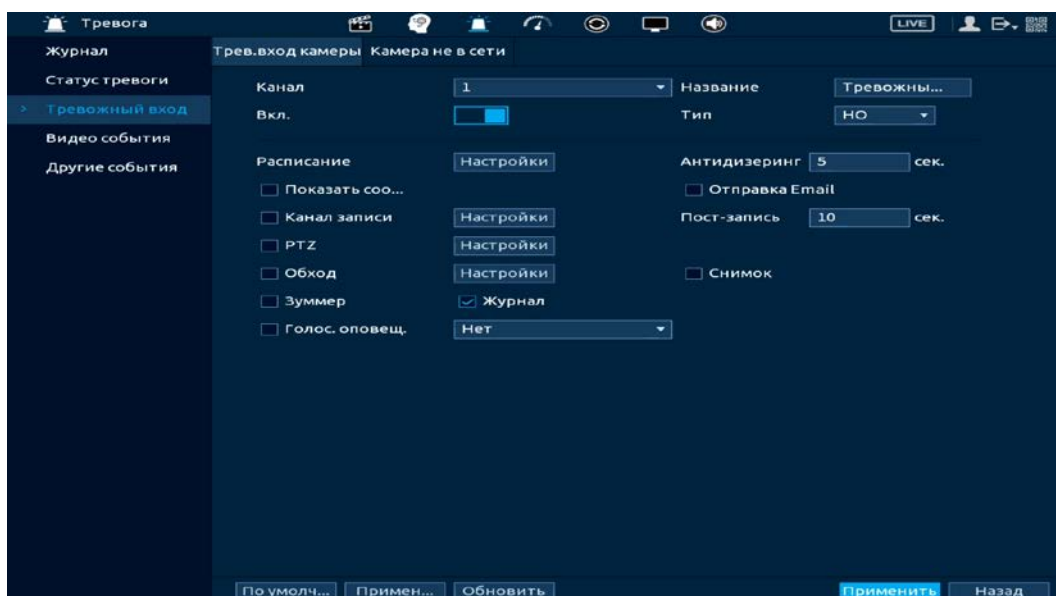 Тревога LIVE
Журнал
Статус тревоги
Тревожный вход
Видео события
Другие события
Трев.вход камеры Камера не в сети
Канал 1 Название Тревожны...
Вкл. Тип НО
Расписание Настройки Антидизеринг 5 сек.
Показать соо... Отправка Email
Канал записи Настройки Пост-запись 10 сек.
PTZ Настройки
Обход Настройки Снимок
Зуммер Журнал
Голос. оповещ. Нет
По умолч... Примен... Обновить Применить Назад